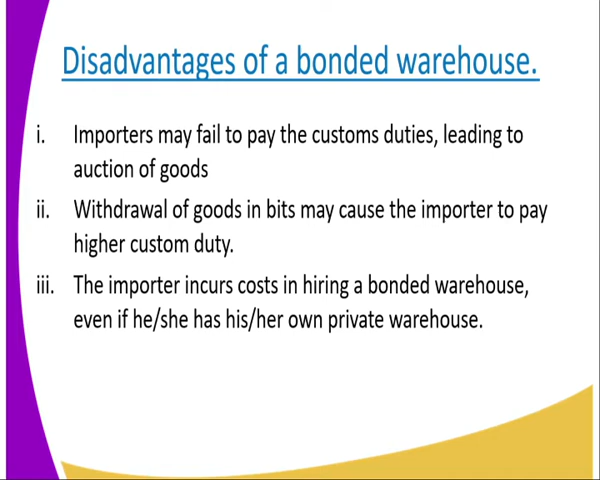 Disadvantages of a bonded warehouse.
i. Importers may fail to pay the customs duties, leading to
auction of goods
ii. Withdrawal of goods in bits may cause the importer to pay
higher custom duty.
iii. The importer incurs costs in hiring a bonded warehouse,
even if he/she has his/her own private warehouse.